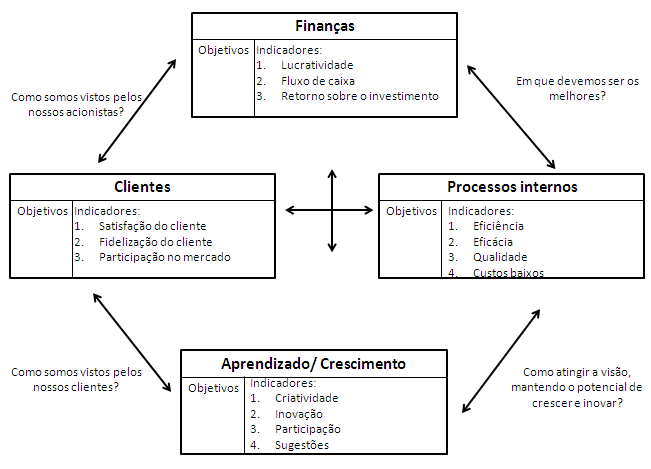 Finanças
Objetivos
Indicadores:
1. Lucratividade
2. Fluxo de caixa
3. Retorno sobre o investimento
Como somos vistos pelos
nossos acionistas?
Em que devemos ser os
melhores?
Clientes
Objetivos
Indicadores:
1. Satisfação do cliente
2. Fidelização do cliente
3. Participação no mercado
Processos internos
Objetivos
Indicadores:
1. Eficiência
2. Eficácia
3. Qualidade
4. Custos baixos
Como somos vistos pelos
nossos clientes?
Aprendizado/ Crescimento
Objetivos
Indicadores:
1. Criatividade
2. Inovação
3. Participação
4. Sugestões
Como atingir a visão,
mantendo o potencial de
crescer e inovar?